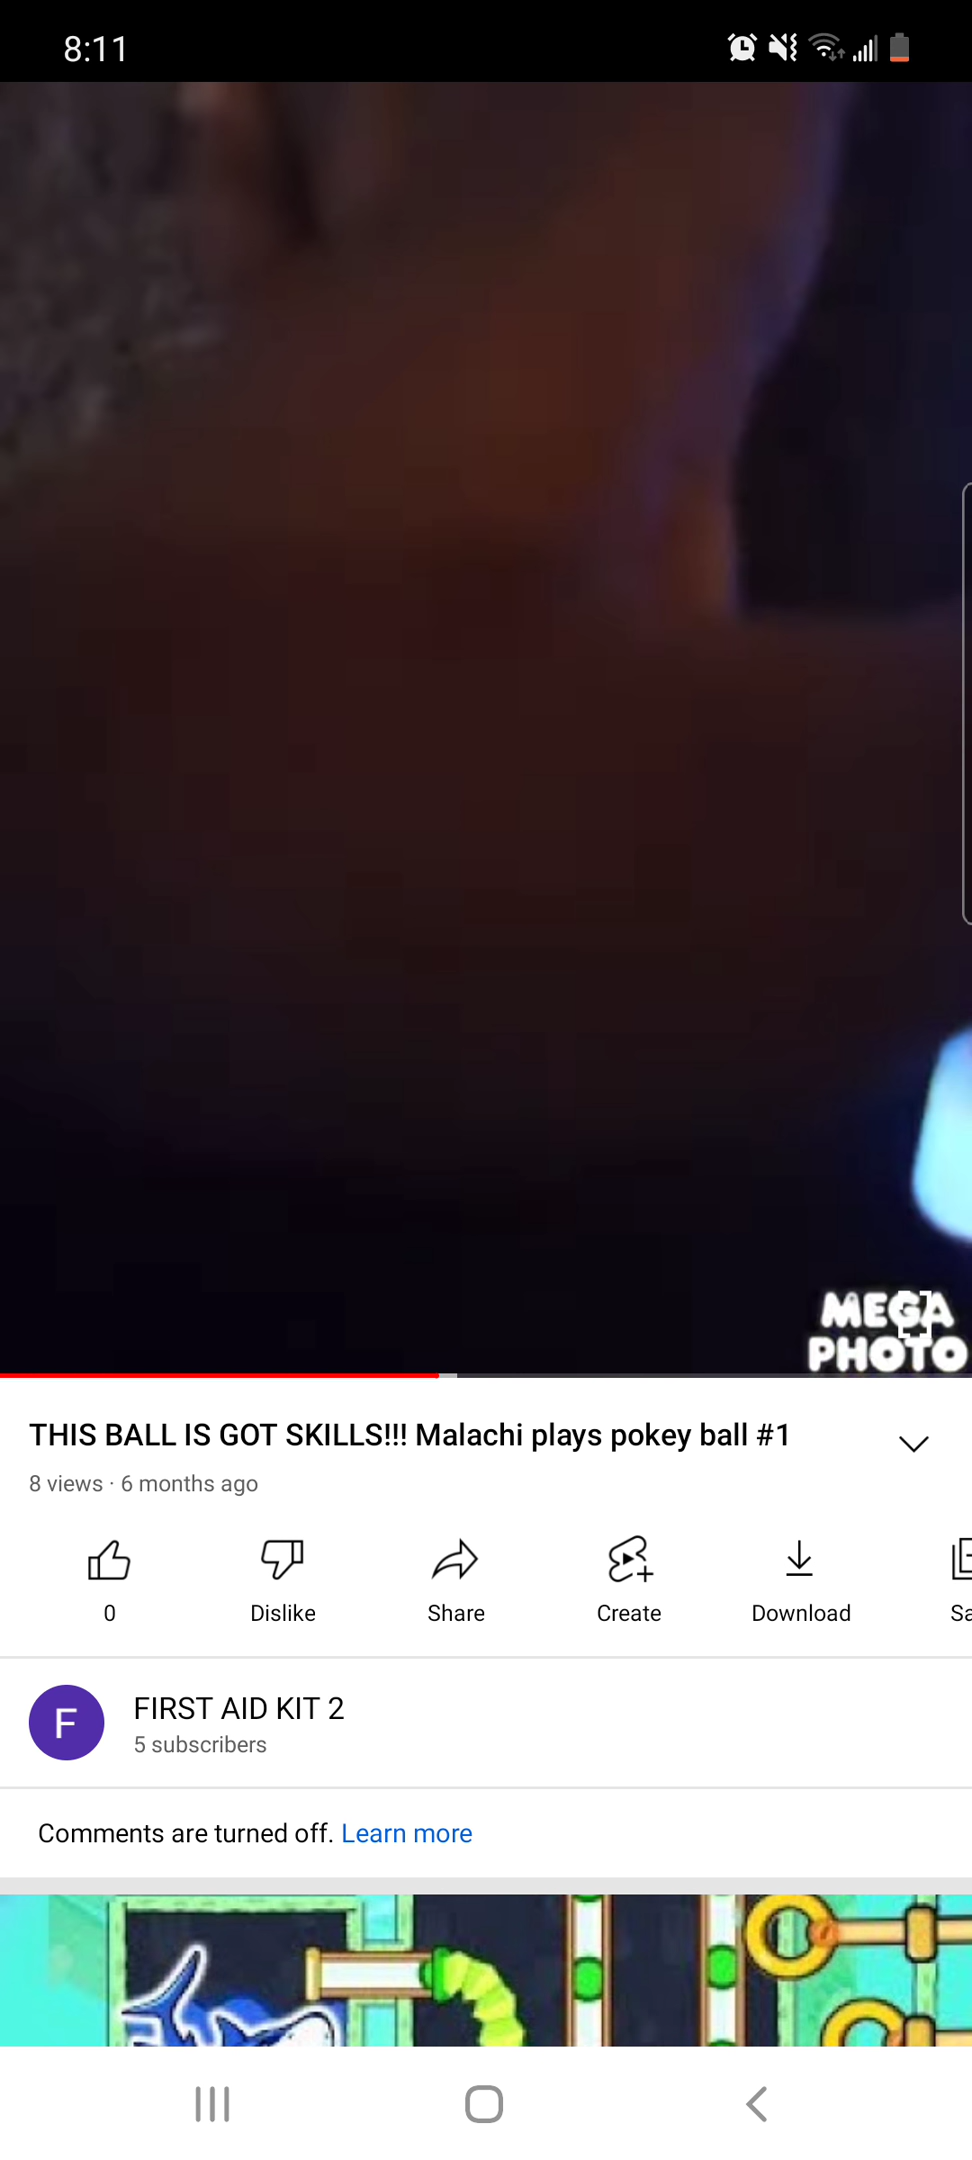 8:11
MEGA
PHOTO
THIS BALL IS GOT SKILLS!!! Malachi plays pokey ball #1
8 views · 6 months ago
0
Dislike
Share
Create
Download
Sa
F
FIRST AID KIT 2
5 subscribers
Comments are turned off. Learn more